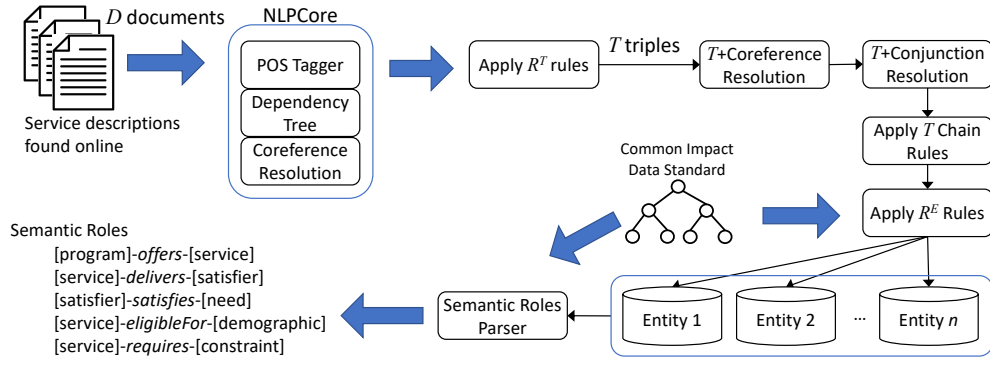 D documents
Service descriptions
found online
NLPCore
POS Tagger
Dependency
Tree
Coreference
Resolution
Apply R^T rules
T triples
T+Coreference
Resolution
T+Conjunction
Resolution
Apply T Chain
Rules
Common Impact
Data Standard
Apply R^E Rules
Entity 1
Entity 2
...
Entity n
Semantic Roles
Parser
Semantic Roles
[program]-offers-[service]
[service]-delivers-[satisfier]
[satisfier]-satisfies-[need]
[service]-eligibleFor-[demographic]
[service]-requires-[constraint]